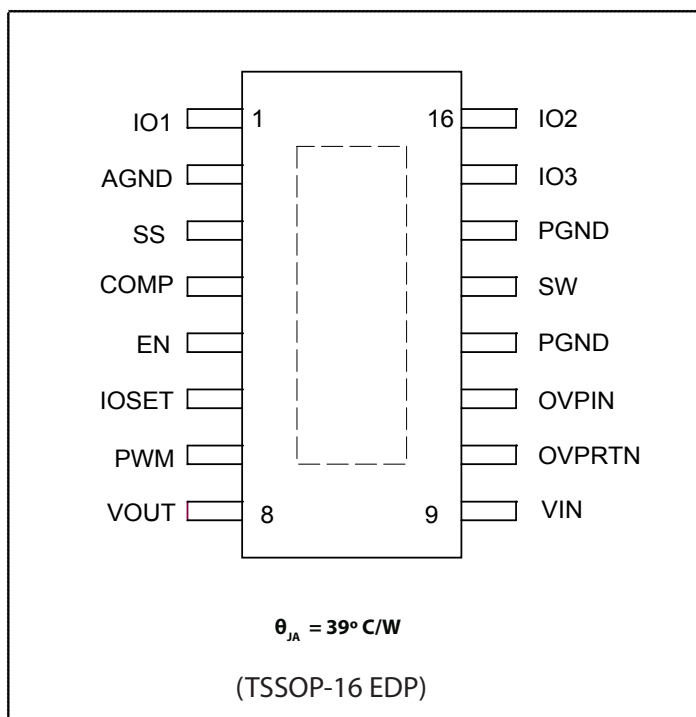 IO1 1 16 IO2
AGND IO3
SS PGND
COMP SW
EN PGND
IOSET OVPIN
PWM OVPRTN
VOUT 8 9 VIN
θJA = 39º C/W
(TSSOP-16 EDP)